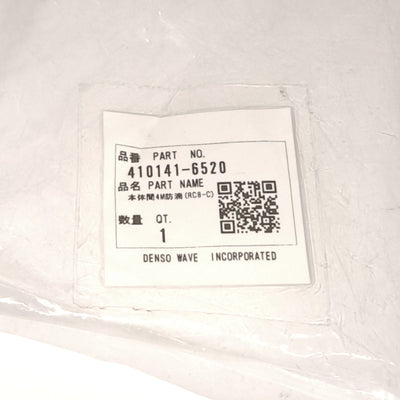 品番 PART NO.
410141-6520
品名 PART NAME
本体間4M防滴(RC8-C)
数量 QT.
1
DENSO WAVE INCORPORATED